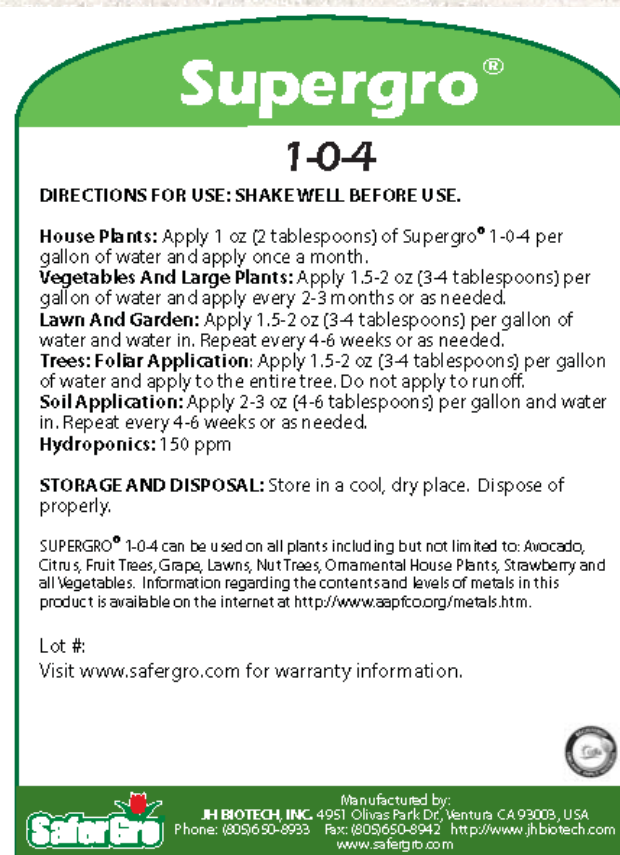 Supergro®
1-0-4
DIRECTIONS FOR USE: SHAKE WELL BEFORE USE.
House Plants: Apply 1 oz (2 tablespoons) of Supergro® 1-0-4 per
gallon of water and apply once a month.
Vegetables And Large Plants: Apply 1.5-2 oz (3-4 tablespoons) per
gallon of water and apply every 2-3 months or as needed.
Lawn And Garden: Apply 1.5-2 oz (3-4 tablespoons) per gallon of
water and water in. Repeat every 4-6 weeks or as needed.
Trees: Foliar Application: Apply 1.5-2 oz (3-4 tablespoons) per gallon
of water and apply to the entire tree. Do not apply to runoff.
Soil Application: Apply 2-3 oz (4-6 tablespoons) per gallon and water
in. Repeat every 4-6 weeks or as needed.
Hydroponics: 150 ppm
STORAGE AND DISPOSAL: Store in a cool, dry place. Dispose of
properly.
SUPERGRO® 1-0-4 can be used on all plants including but not limited to: Avocado,
Citrus, Fruit Trees, Grape, Lawns, Nut Trees, Ornamental House Plants, Strawberry and
all Vegetables. Information regarding the contents and levels of metals in this
product is available on the internet at http://www.aapfco.org/metals.htm.
Lot #:
Visit www.safergro.com for warranty information.
SaferGro
Manufactured by:
JH BIOTECH, INC. 4951 Olivas Park Dr, Ventura CA 93003, USA
Phone: (805)650-8933 Fax: (805)650-8942 http://www.jhbiotech.com
www.safergro.com